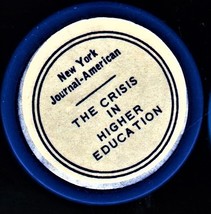 New York
Journal-American
THE CRISIS
IN
HIGHER
EDUCATION